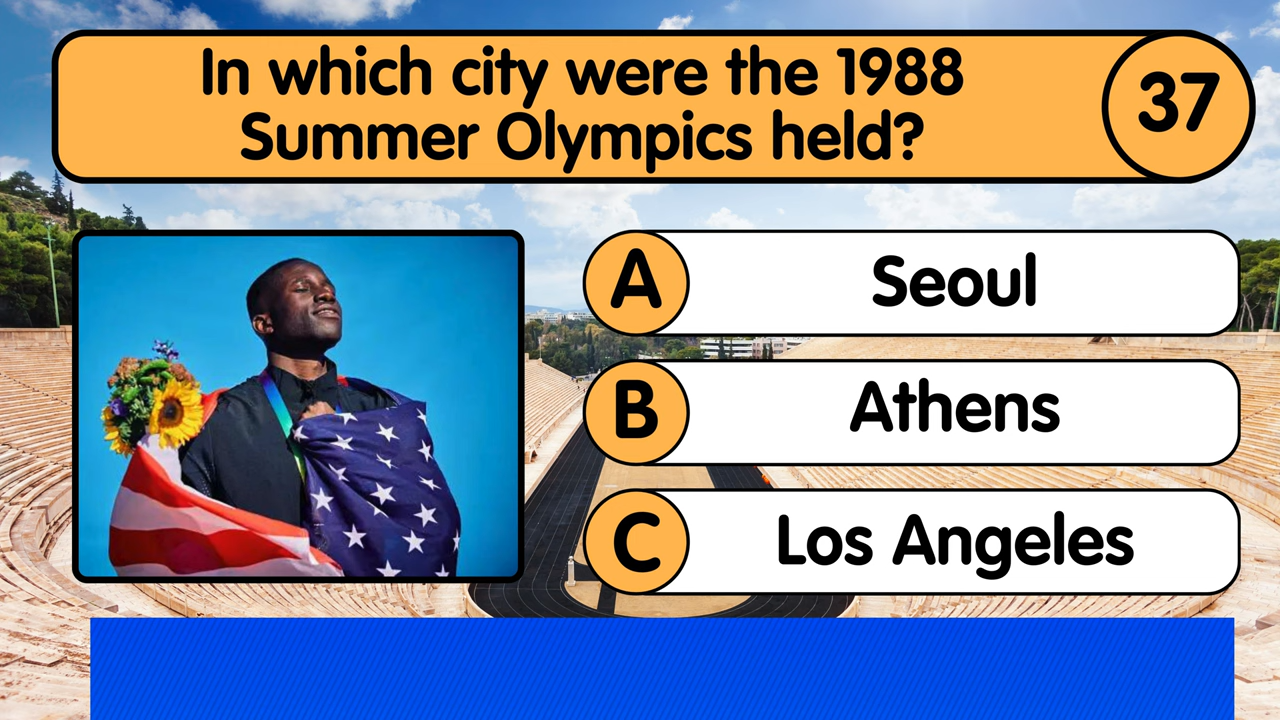 In which city were the 1988
Summer Olympics held?
37
A
Seoul
B
Athens
C
Los Angeles